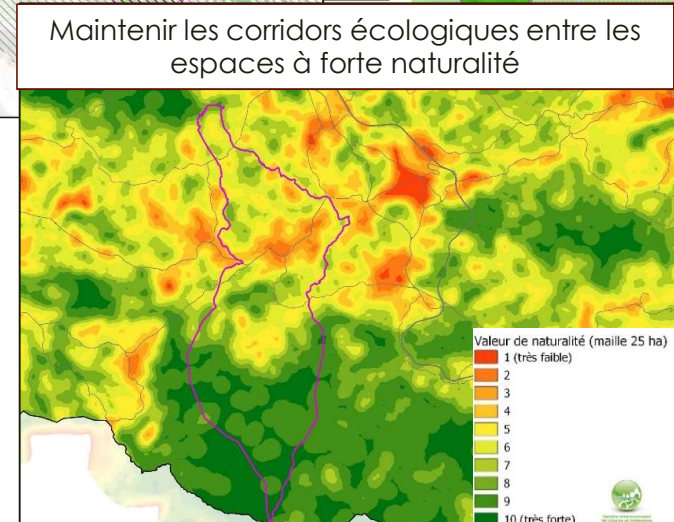 Maintenir les corridors écologiques entre les
espaces à forte naturalité
Valeur de naturalité (maille 25 ha)
1 (très faible)
2
3
4
5
6
7
8
9
10 (très forte)